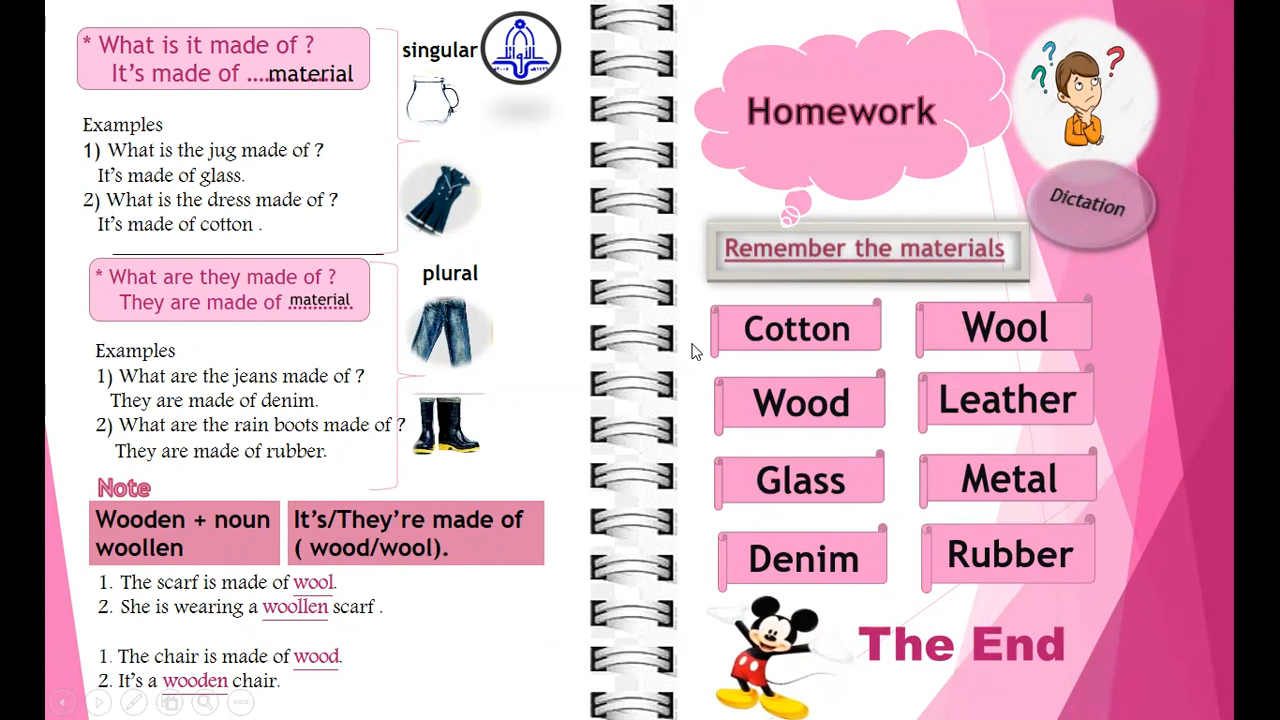 * What is it made of ?
It's made of ....material
singular
Examples
1) What is the jug made of ?
It's made of glass.
2) What is the dress made of ?
It's made of cotton .
* What are they made of ?
They are made of material
.............
plural
Examples
1) What are the jeans made of ?
They are made of denim.
2) What are the rain boots made of ?
They are made of rubber.
Note
Wooden + noun
woollen
It's/They're made of
( wood/wool).
1. The scarf is made of wool.
2. She is wearing a woollen scarf .
1. The chair is made of wood.
2. It's a wooden chair.
Homework
Dictation
Remember the materials
Cotton
Wool
Wood
Leather
Glass
Metal
Denim
Rubber
The End